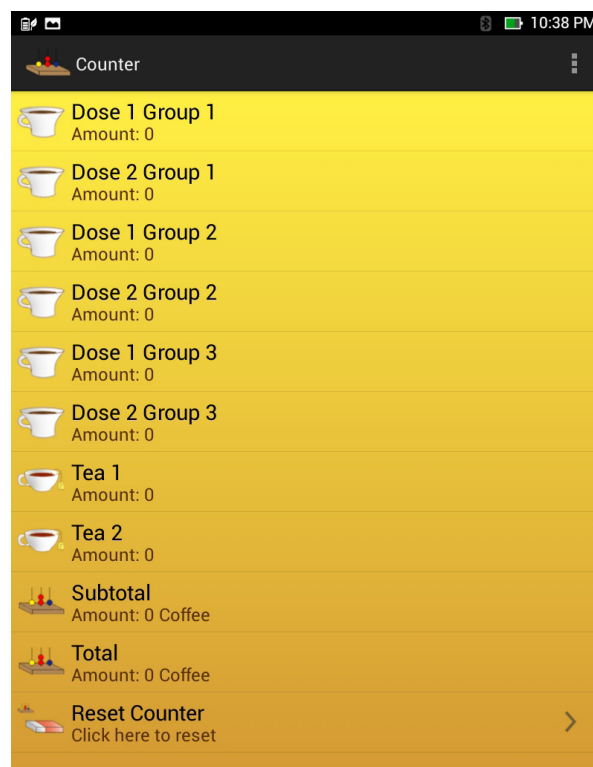 10:38 PM
Counter
Dose 1 Group 1
Amount: 0
Dose 2 Group 1
Amount: 0
Dose 1 Group 2
Amount: 0
Dose 2 Group 2
Amount: 0
Dose 1 Group 3
Amount: 0
Dose 2 Group 3
Amount: 0
Tea 1
Amount: 0
Tea 2
Amount: 0
Subtotal
Amount: 0 Coffee
Total
Amount: 0 Coffee
Reset Counter
Click here to reset